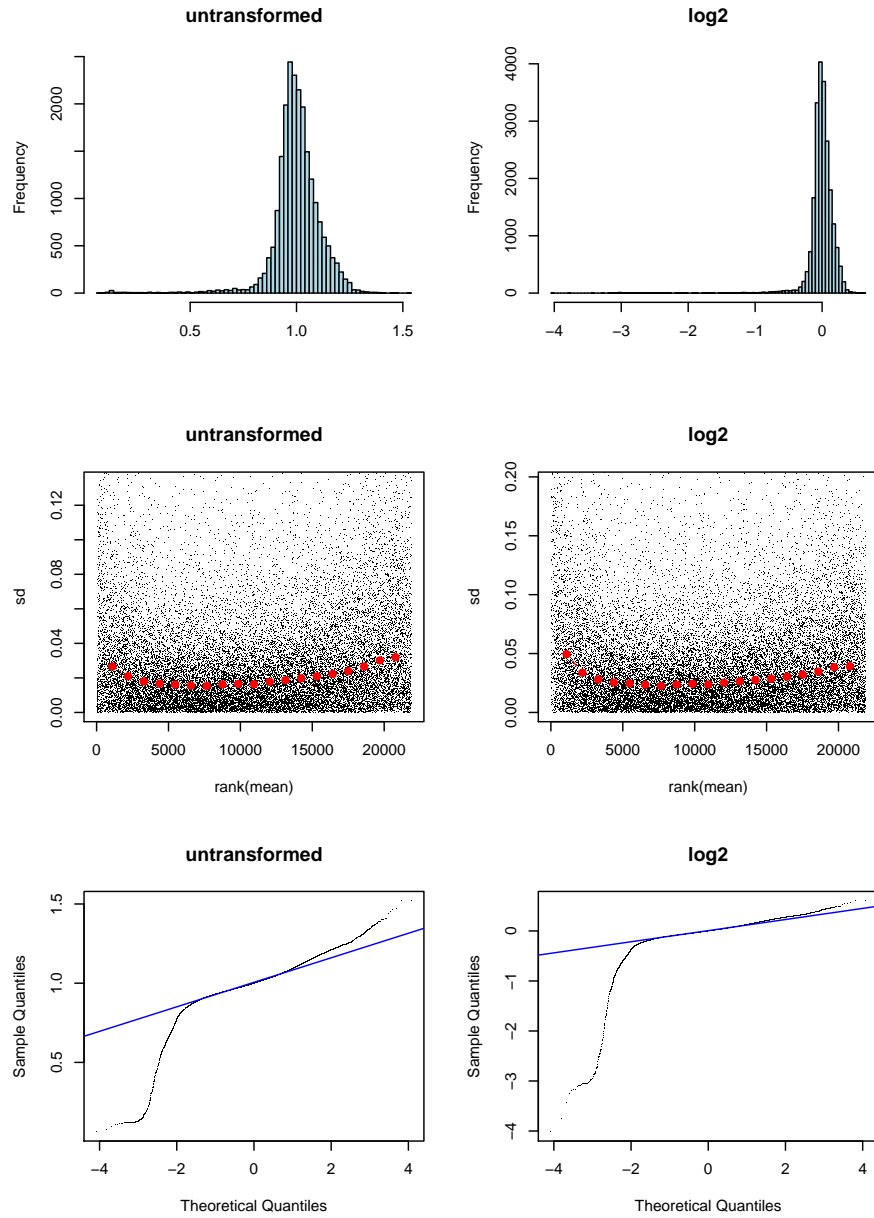 untransformed
Frequency
0 500 1000 2000
0.5 1.0 1.5
log2
Frequency
0 1000 2000 3000 4000
−4 −3 −2 −1 0
untransformed
sd
0.00 0.04 0.08 0.12
0 5000 10000 15000 20000
rank(mean)
log2
sd
0.00 0.05 0.10 0.15 0.20
0 5000 10000 15000 20000
rank(mean)
untransformed
Sample Quantiles
0.5 1.0 1.5
−4 −2 0 2 4
Theoretical Quantiles
log2
Sample Quantiles
−4 −3 −2 −1 0
−4 −2 0 2 4
Theoretical Quantiles